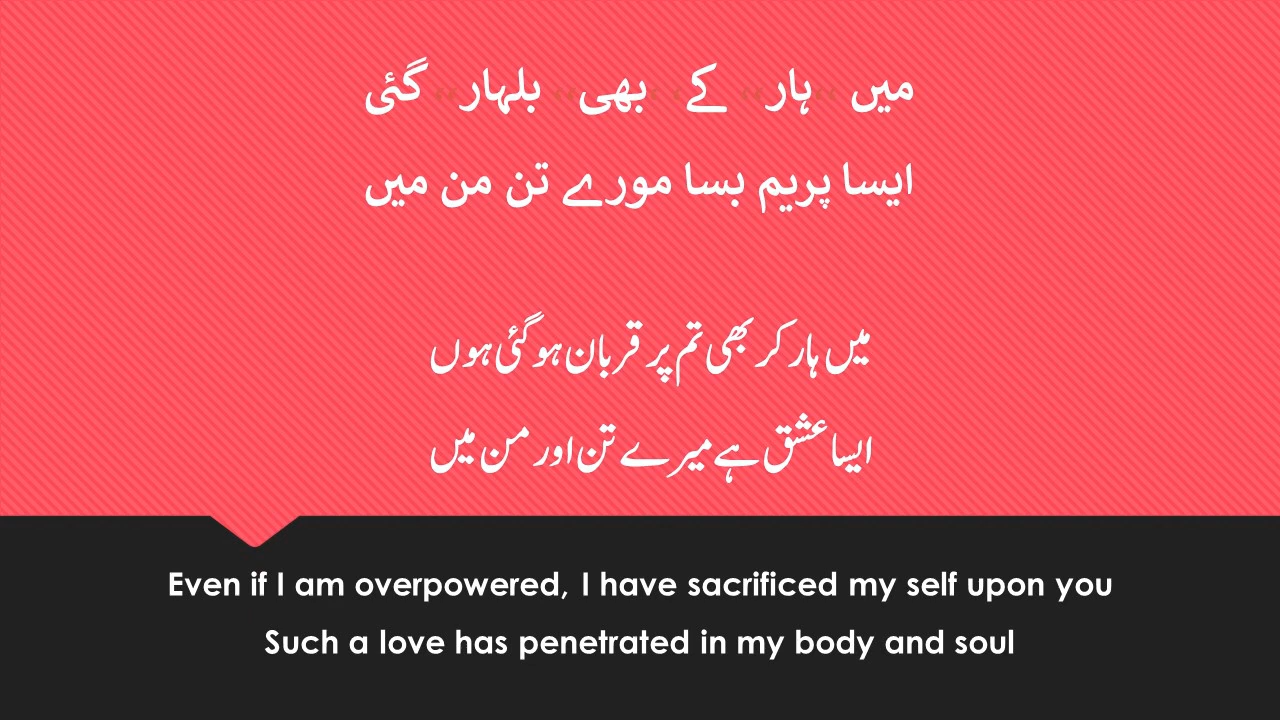 میں ہار کے بھی بلہار گئی
ایسا پریم بسا مورے تن من میں
میں ہار کر بھی تم پر قربان ہو گئی ہوں
ایسا عشق ہے میرے تن اور من میں
Even if I am overpowered, I have sacrificed my self upon you
Such a love has penetrated in my body and soul